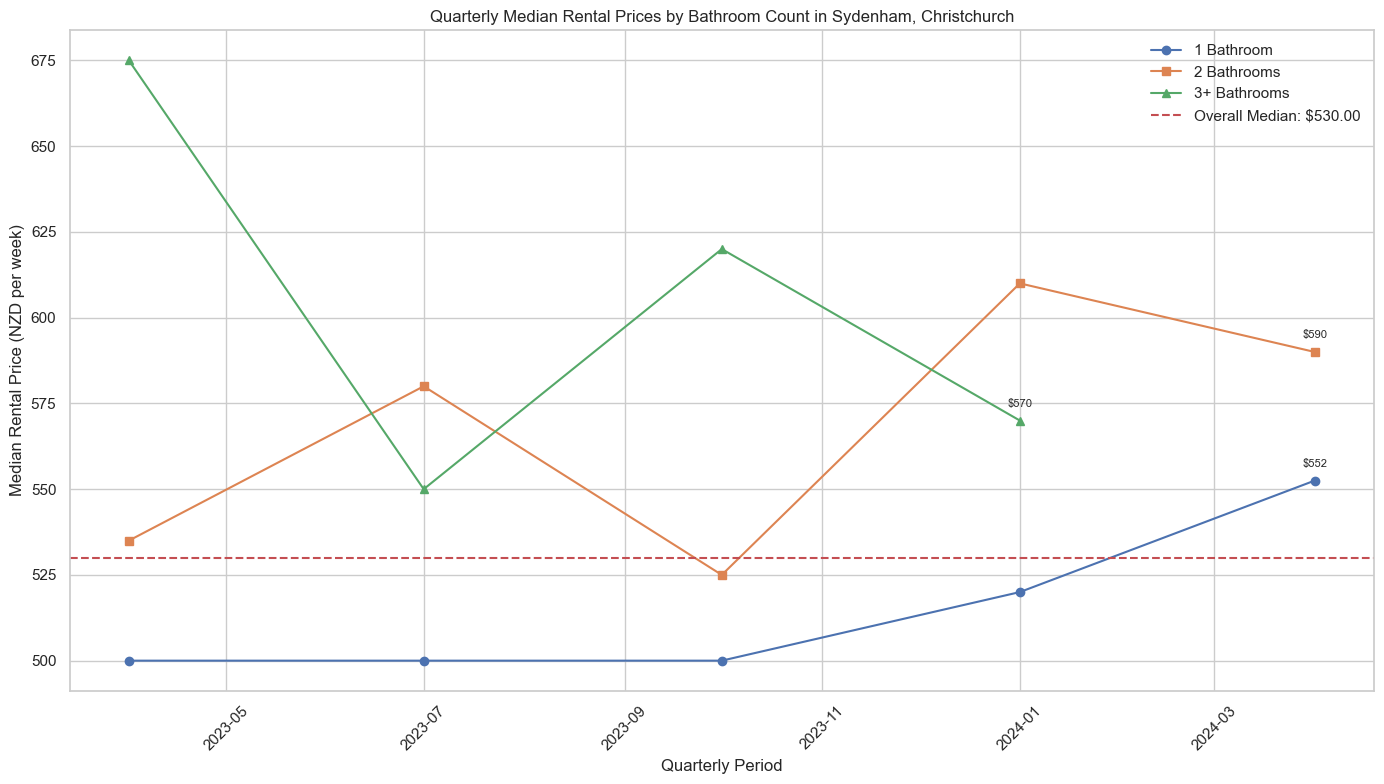 Quarterly Median Rental Prices by Bathroom Count in Sydenham, Christchurch
1 Bathroom
2 Bathrooms
3+ Bathrooms
Overall Median: $530.00
Median Rental Price (NZD per week)
675
650
625
600
575
550
525
500
$590
$570
$552
2023-05
2023-07
2023-09
2023-11
2024-01
2024-03
Quarterly Period